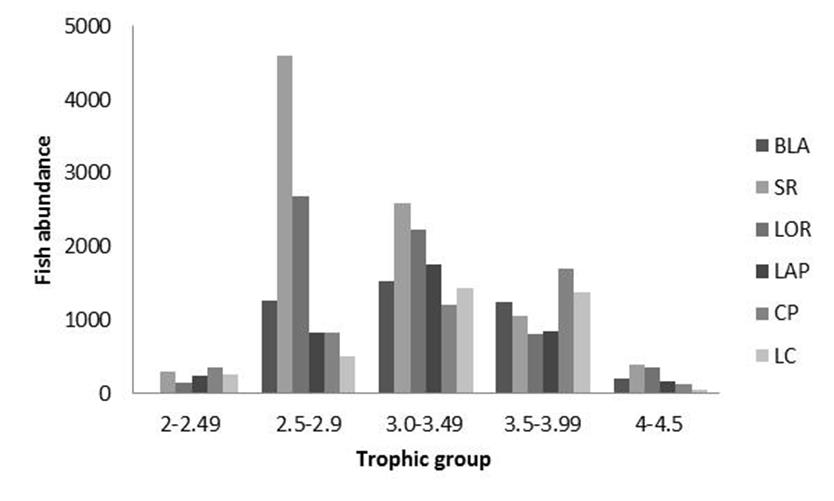 5000
4000
3000
2000
1000
0
Fish abundance
2-2.49
2.5-2.9
3.0-3.49
3.5-3.99
4-4.5
Trophic group
BLA
SR
LOR
LAP
CP
LC